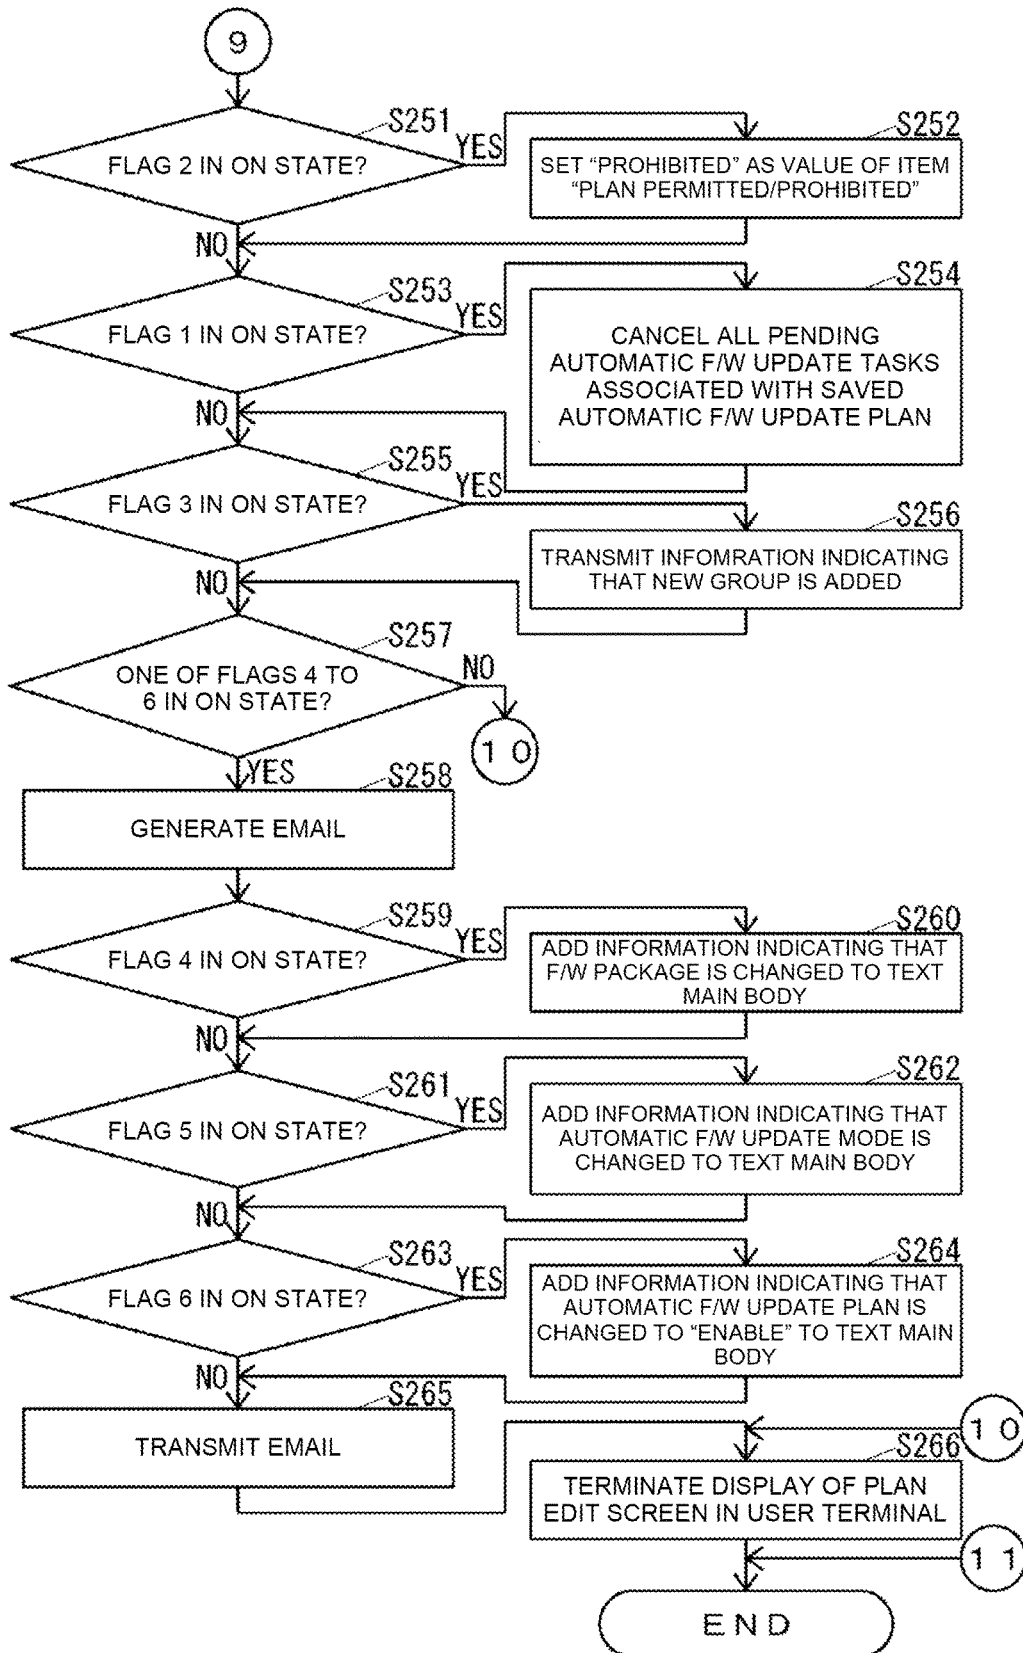 9
S251
FLAG 2 IN ON STATE?
YES
S252
SET “PROHIBITED” AS VALUE OF ITEM
“PLAN PERMITTED/PROHIBITED”
NO
S253
FLAG 1 IN ON STATE?
YES
S254
CANCEL ALL PENDING
AUTOMATIC F/W UPDATE TASKS
ASSOCIATED WITH SAVED
AUTOMATIC F/W UPDATE PLAN
NO
S255
FLAG 3 IN ON STATE?
YES
S256
TRANSMIT INFOMRATION INDICATING
THAT NEW GROUP IS ADDED
NO
S257
ONE OF FLAGS 4 TO
6 IN ON STATE?
NO
10
YES
S258
GENERATE EMAIL
S259
FLAG 4 IN ON STATE?
YES
S260
ADD INFORMATION INDICATING THAT
F/W PACKAGE IS CHANGED TO TEXT
MAIN BODY
NO
S261
FLAG 5 IN ON STATE?
YES
S262
ADD INFORMATION INDICATING THAT
AUTOMATIC F/W UPDATE MODE IS
CHANGED TO TEXT MAIN BODY
NO
S263
FLAG 6 IN ON STATE?
YES
S264
ADD INFORMATION INDICATING THAT
AUTOMATIC F/W UPDATE PLAN IS
CHANGED TO “ENABLE” TO TEXT MAIN
BODY
NO
S265
TRANSMIT EMAIL
10
S266
TERMINATE DISPLAY OF PLAN
EDIT SCREEN IN USER TERMINAL
11
END